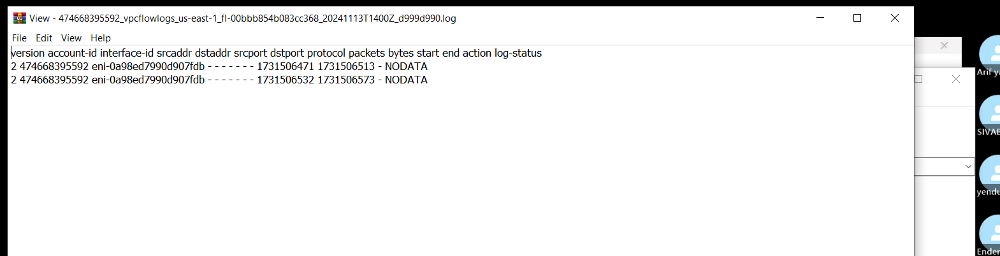 View - 474668395592_vpcflowlogs_us-east-1_fl-00bbb854b083cc368_20241113T1400Z_d999d990.log
File Edit View Help
version account-id interface-id srcaddr dstaddr srcport dstport protocol packets bytes start end action log-status
2 474668395592 eni-0a98ed7990d907fdb - - - - - - - 1731506471 1731506513 - NODATA
2 474668395592 eni-0a98ed7990d907fdb - - - - - - - 1731506532 1731506573 - NODATA
Arif y
SIVA
yendu
Ender